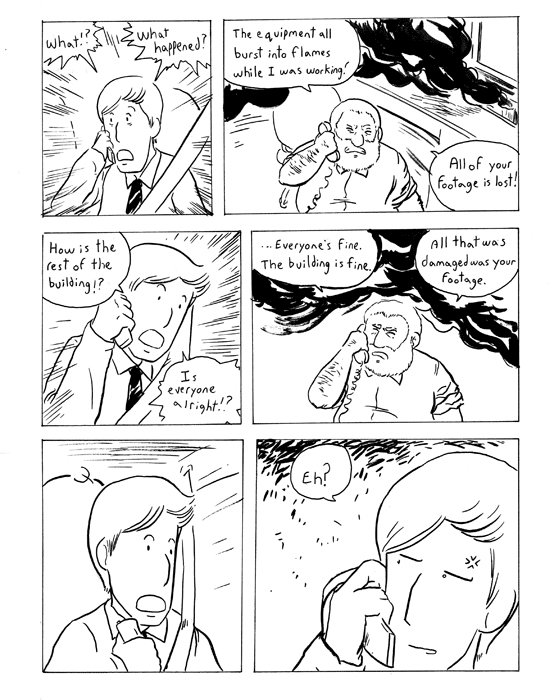 What!?
What
happened?
The equipment all
burst into flames
while I was working!
All of your
footage is lost!
How is the
rest of the
building!?
Is
everyone
alright!!?
...Everyone's fine.
The building is fine.
All that was
damaged was your
footage.
Eh?